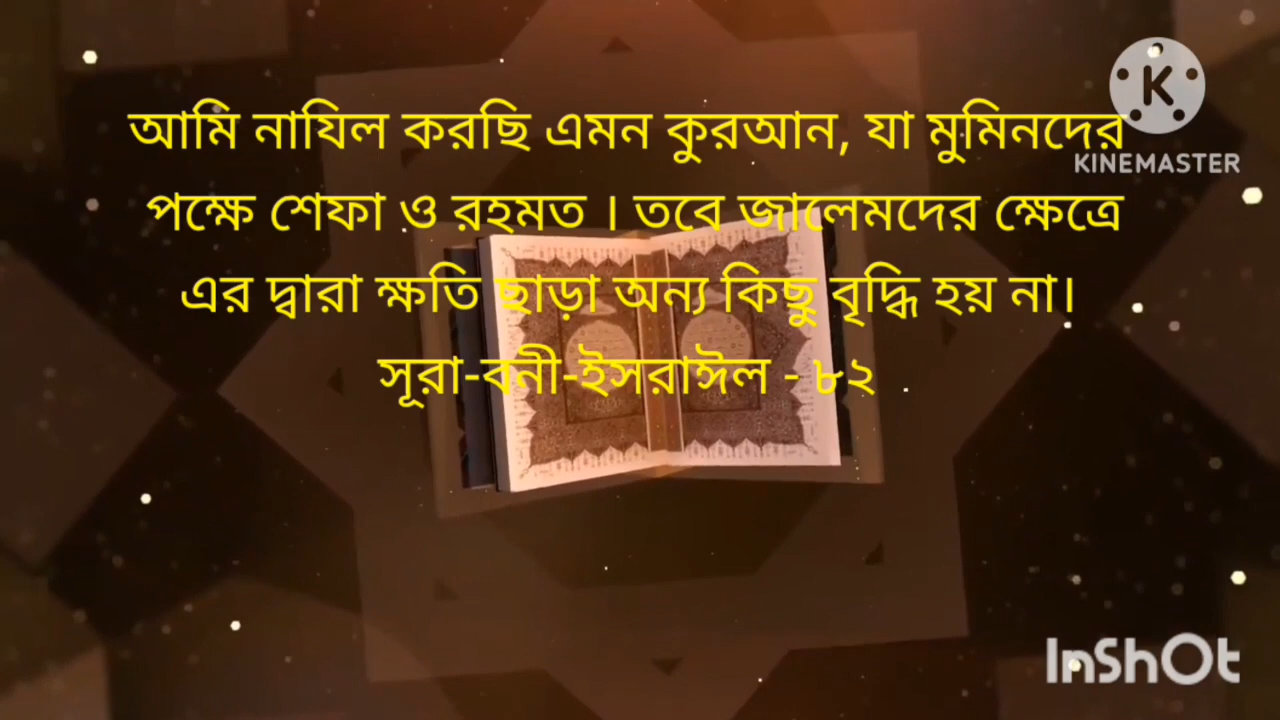 আমি নাযিল করছি এমন কুরআন, যা মুমিনদের
পক্ষে শেফা ও রহমত । তবে জালেমদের ক্ষেত্রে
এর দ্বারা ক্ষতি ছাড়া অন্য কিছু বৃদ্ধি হয় না।
সূরা-বনী-ইসরাঈল - ৮২ .
K
KINEMASTER
InShOt